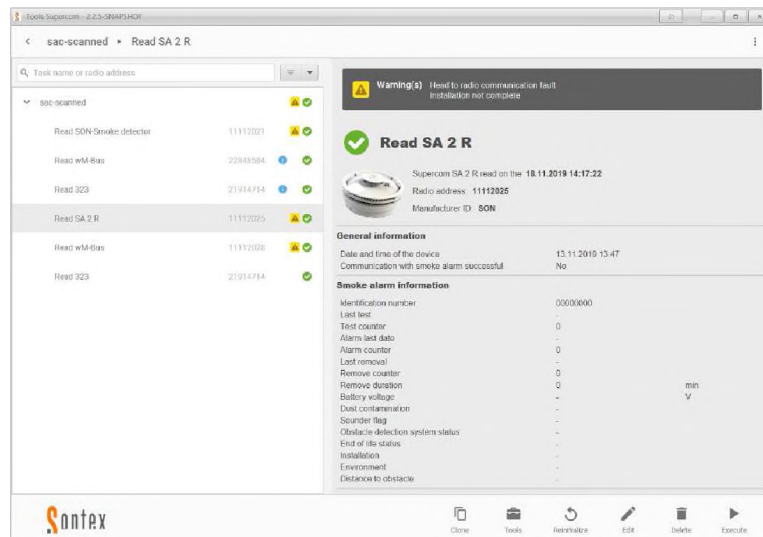 Tools Supercom - 2.2.5-SNAPSHOT
sac-scanned ▸ Read SA 2 R
Task name or radio address
sac-scanned
Read SON-Smoke detector 11112021
Read wM-Bus
Read 323 21914714
Read SA 2 R 11112025
Read wM-Bus 11112028
Read 323 21914714
Warning(s) Head to radio communication fault
Installation not complete
Read SA 2 R
Supercom SA 2 R read on the 18.11.2019 14:17:22
Radio address 11112025
Manufacturer ID SON
General information
Date and time of the device 13.11.2019 13:47
Communication with smoke alarm successful No
Smoke alarm information
Identification number 00000000
Last test -
Test counter 0
Alarm last date -
Alarm counter 0
Last removal -
Remove counter 0
Remove duration 0 min
Battery voltage - V
Dust contamination -
Sounder flag -
Obstacle detection system status -
End of life status -
Installation -
Environment -
Distance to obstacle -
Sontex
Clone Tools Reinitialize Edit Delete Execute